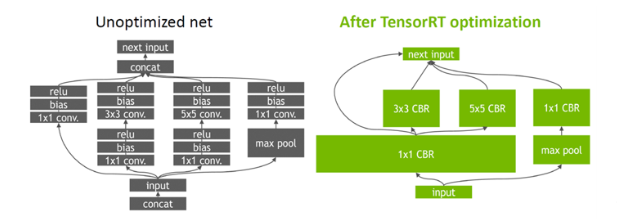 Unoptimized net
next input
concat
relu
bias
1x1 conv.
relu
bias
3x3 conv.
relu
bias
1x1 conv.
relu
bias
5x5 conv.
relu
bias
1x1 conv.
relu
bias
1x1 conv.
max pool
input
concat
After TensorRT optimization
next input
3x3 CBR
5x5 CBR
1x1 CBR
1x1 CBR
max pool
input